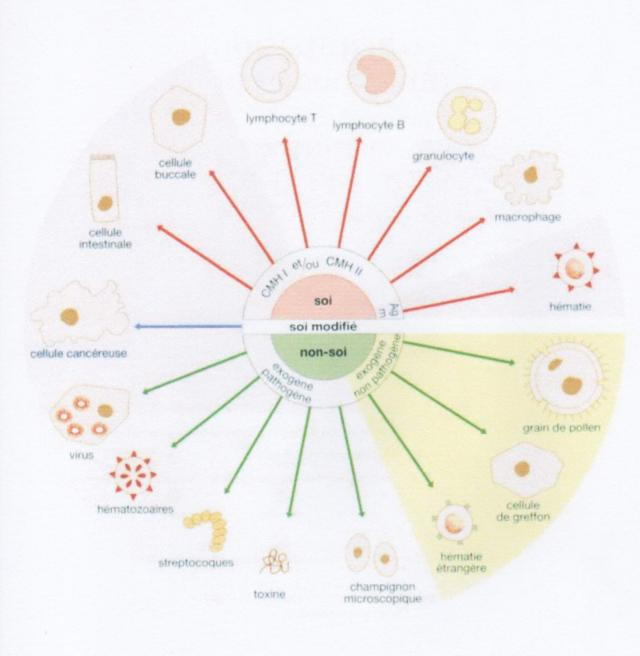 lymphocyte T
lymphocyte B
granulocyte
macrophage
hématie
cellule
buccale
cellule
intestinale
CMH I et/ou CMH II
soi
soi modifié
non-soi
exogène
pathogène
exogène
non pathogène
cellule cancéreuse
virus
hématozoaires
streptocoques
toxine
champignon
microscopique
hématie
étrangère
cellule
de greffon
grain de pollen